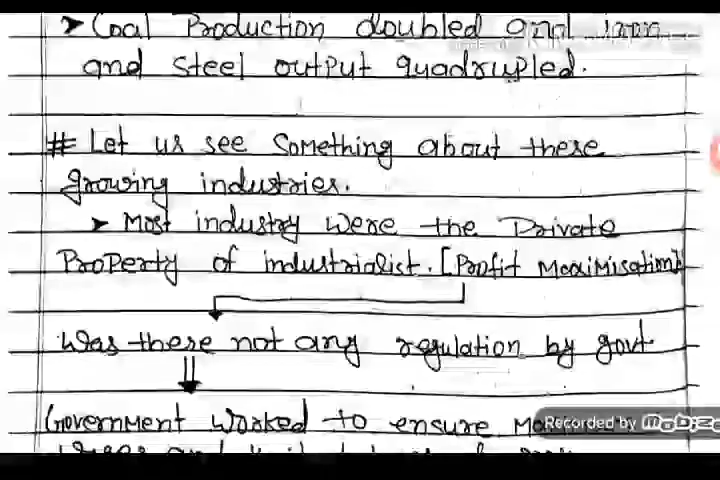 ➤ Coal Production doubled and iron
and steel output quadrupled.
# Let us see something about these
growing industries.
➤ Most industry were the Private
Property of industrialist. [Profit Maximisation]
Was there not any regulation by govt
Government worked to ensure
Recorded by